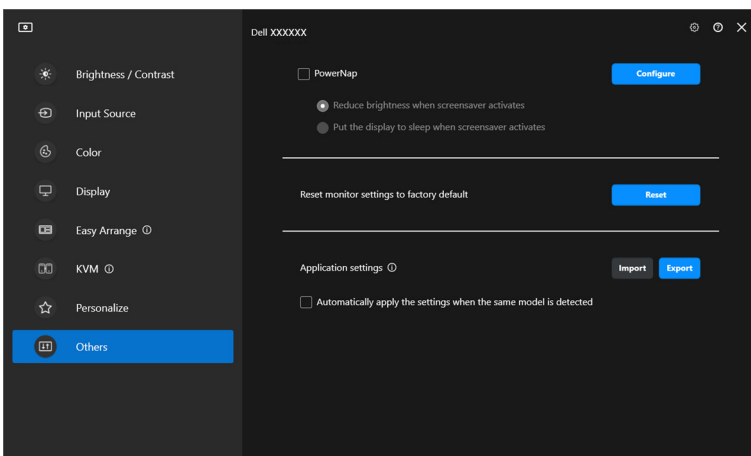 Dell XXXXXX
Brightness / Contrast
Input Source
Color
Display
Easy Arrange
KVM
Personalize
Others
PowerNap
Configure
Reduce brightness when screensaver activates
Put the display to sleep when screensaver activates
Reset monitor settings to factory default
Reset
Application settings
Import
Export
Automatically apply the settings when the same model is detected